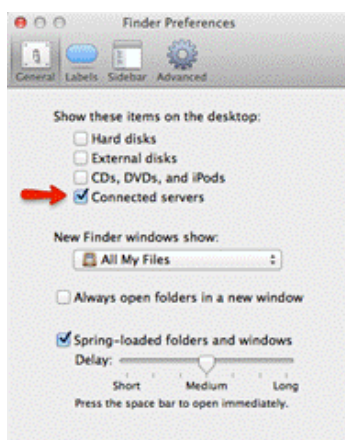 Finder Preferences
General Labels Sidebar Advanced
Show these items on the desktop:
Hard disks
External disks
CDs, DVDs, and iPods
Connected servers
New Finder windows show:
All My Files
Always open folders in a new window
Spring-loaded folders and windows
Delay:
Short Medium Long
Press the space bar to open immediately.